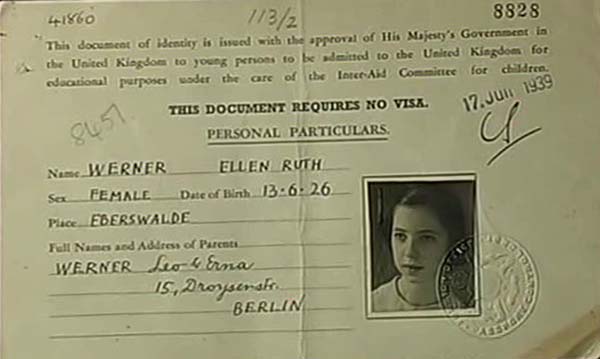 41860
113/2
8828
This document of identity is issued with the approval of His Majesty's Government in
the United Kingdom to young persons to be admitted to the United Kingdom for
educational purposes under the care of the Inter-Aid Committee for children.
THIS DOCUMENT REQUIRES NO VISA.
17. JUNI 1939
8457
PERSONAL PARTICULARS.
Name WERNER ELLEN RUTH
Sex FEMALE Date of Birth 13·6·26
Place EBERSWALDE
Full Names and Address of Parents
WERNER Leo & Erna
15, Droysenstr.
BERLIN